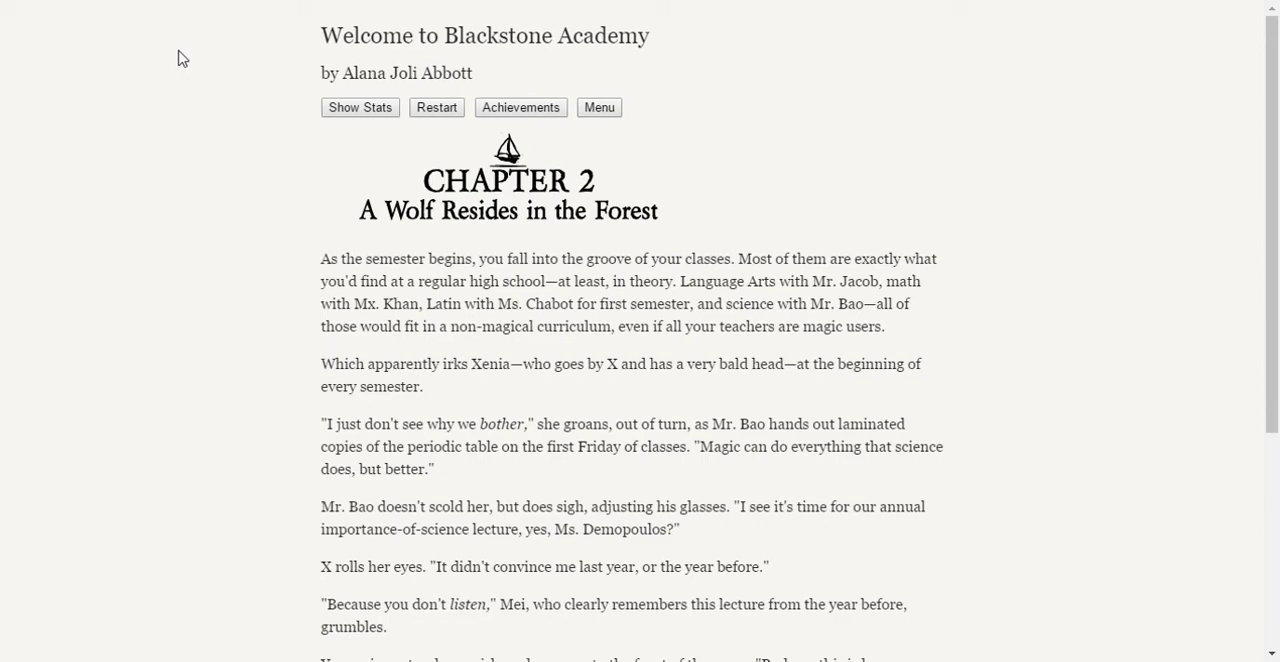 Welcome to Blackstone Academy
by Alana Joli Abbott
Show Stats Restart Achievements Menu
CHAPTER 2
A Wolf Resides in the Forest
As the semester begins, you fall into the groove of your classes. Most of them are exactly what
you'd find at a regular high school—at least, in theory. Language Arts with Mr. Jacob, math
with Mx. Khan, Latin with Ms. Chabot for first semester, and science with Mr. Bao—all of
those would fit in a non-magical curriculum, even if all your teachers are magic users.
Which apparently irks Xenia—who goes by X and has a very bald head—at the beginning of
every semester.
"I just don't see why we bother," she groans, out of turn, as Mr. Bao hands out laminated
copies of the periodic table on the first Friday of classes. "Magic can do everything that science
does, but better."
Mr. Bao doesn't scold her, but does sigh, adjusting his glasses. "I see it's time for our annual
importance-of-science lecture, yes, Ms. Demopoulos?"
X rolls her eyes. "It didn't convince me last year, or the year before."
"Because you don't listen," Mei, who clearly remembers this lecture from the year before,
grumbles.